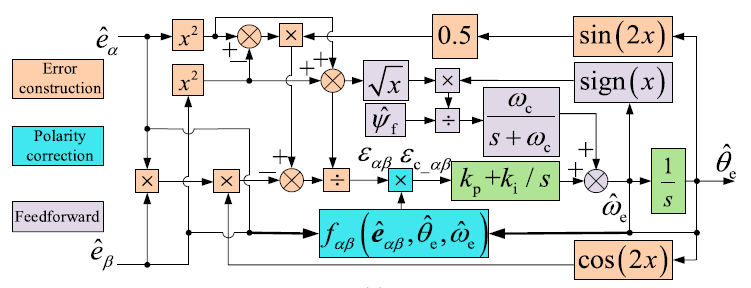 ê_α
x²
+
−
×
0.5
sin(2x)
Error construction
x²
+
+
√x
×
sign(x)
ψ̂_f
÷
ω_c / (s + ω_c)
Polarity correction
+
−
ε_αβ
ε_c_αβ
+
+
θ̂_e
×
×
÷
×
k_p + k_i / s
ω̂_e
1/s
Feedforward
f_αβ(ê_αβ, θ̂_e, ω̂_e)
ê_β
cos(2x)